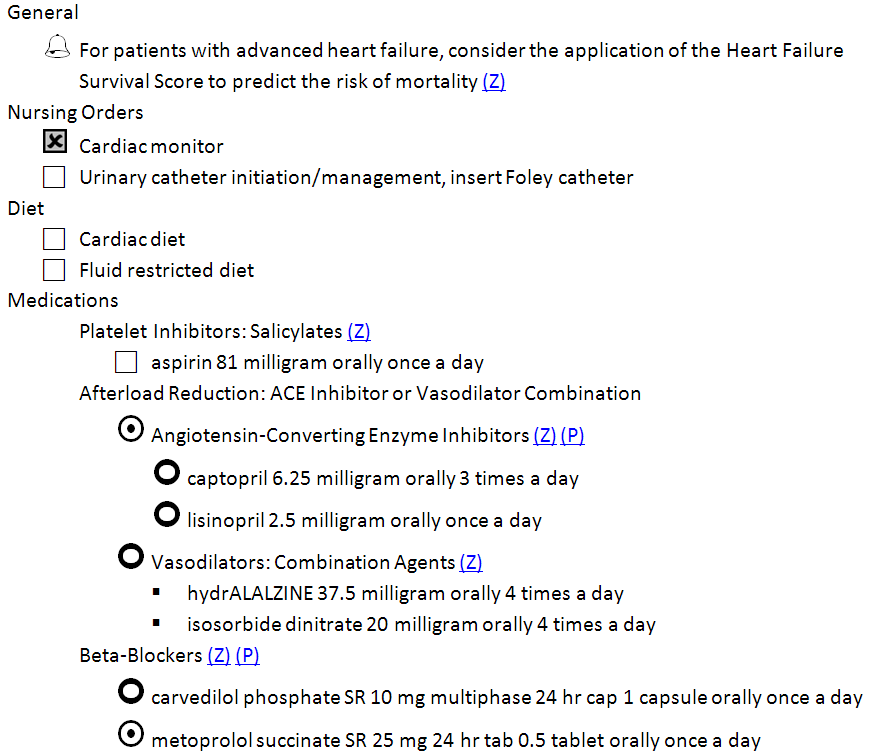 General
For patients with advanced heart failure, consider the application of the Heart Failure
Survival Score to predict the risk of mortality (Z)
Nursing Orders
Cardiac monitor
Urinary catheter initiation/management, insert Foley catheter
Diet
Cardiac diet
Fluid restricted diet
Medications
Platelet Inhibitors: Salicylates (Z)
aspirin 81 milligram orally once a day
Afterload Reduction: ACE Inhibitor or Vasodilator Combination
Angiotensin-Converting Enzyme Inhibitors (Z) (P)
captopril 6.25 milligram orally 3 times a day
lisinopril 2.5 milligram orally once a day
Vasodilators: Combination Agents (Z)
hydrALALZINE 37.5 milligram orally 4 times a day
isosorbide dinitrate 20 milligram orally 4 times a day
Beta-Blockers (Z) (P)
carvedilol phosphate SR 10 mg multiphase 24 hr cap 1 capsule orally once a day
metoprolol succinate SR 25 mg 24 hr tab 0.5 tablet orally once a day